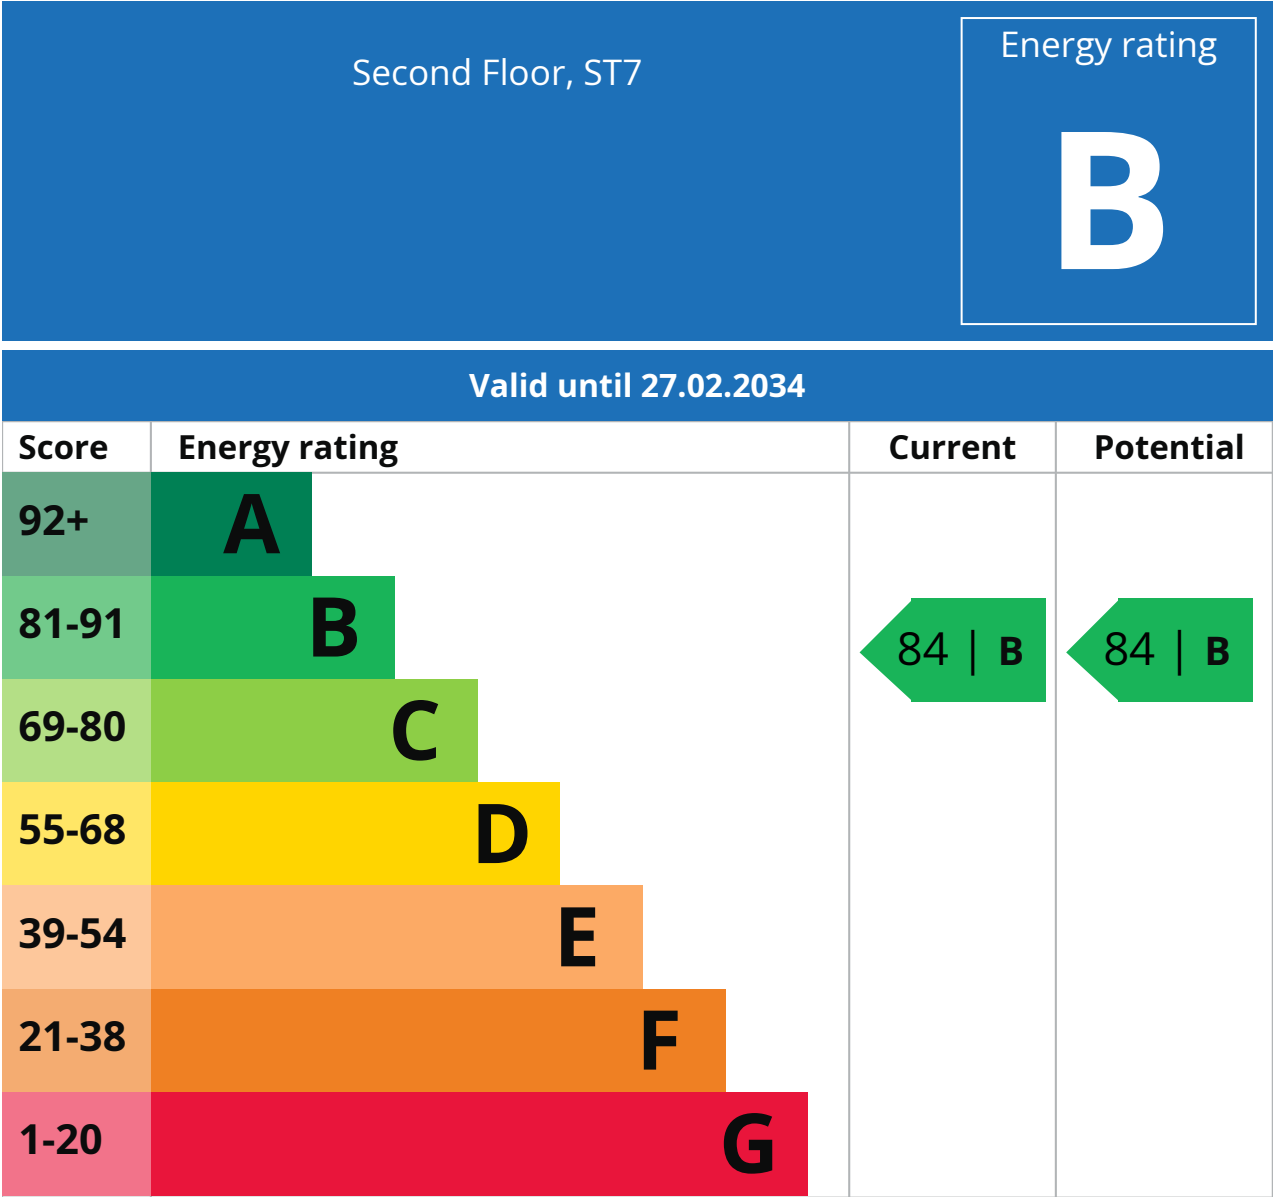 Second Floor, ST7
Energy rating
B
Valid until 27.02.2034
Score Energy rating Current Potential
92+ A
81-91 B 84 | B 84 | B
69-80 C
55-68 D
39-54 E
21-38 F
1-20 G